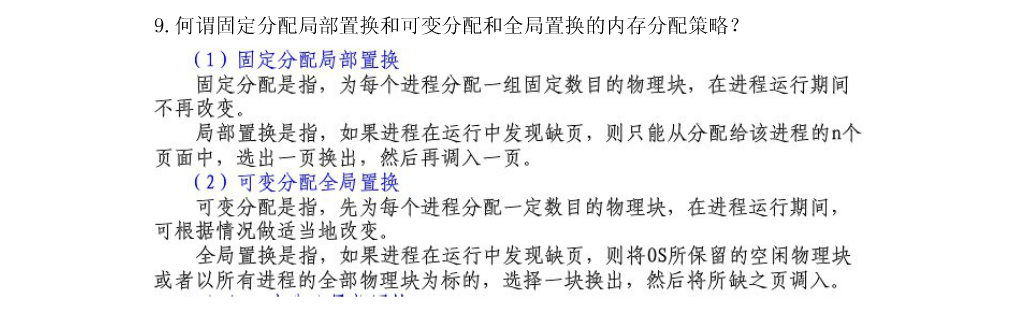 9.何谓固定分配局部置换和可变分配和全局置换的内存分配策略？
（1）固定分配局部置换
固定分配是指，为每个进程分配一组固定数目的物理块，在进程运行期间
不再改变。
局部置换是指，如果进程在运行中发现缺页，则只能从分配给该进程的n个
页面中，选出一页换出，然后再调入一页。
（2）可变分配全局置换
可变分配是指，先为每个进程分配一定数目的物理块，在进程运行期间，
可根据情况做适当地改变。
全局置换是指，如果进程在运行中发现缺页，则将OS所保留的空闲物理块
或者以所有进程的全部物理块为标的，选择一块换出，然后将所缺之页调入。